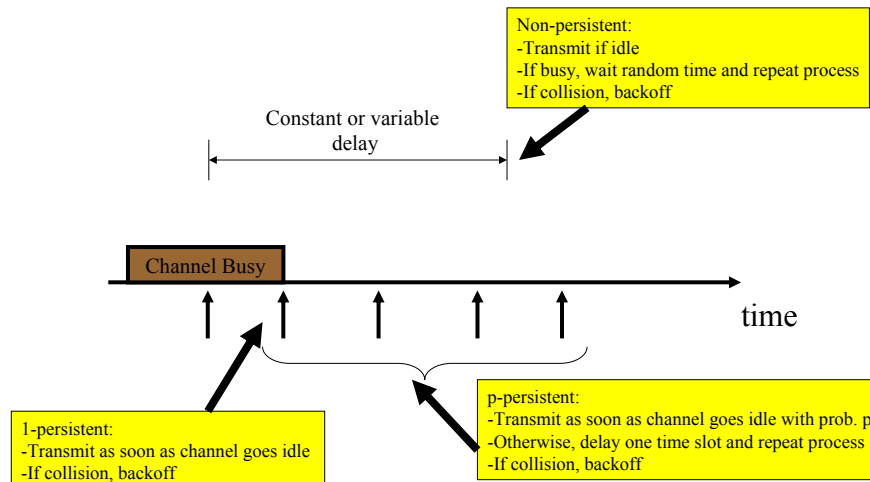 Non-persistent:
-Transmit if idle
-If busy, wait random time and repeat process
-If collision, backoff
Constant or variable
delay
Channel Busy
time
1-persistent:
-Transmit as soon as channel goes idle
-If collision, backoff
p-persistent:
-Transmit as soon as channel goes idle with prob. p
-Otherwise, delay one time slot and repeat process
-If collision, backoff